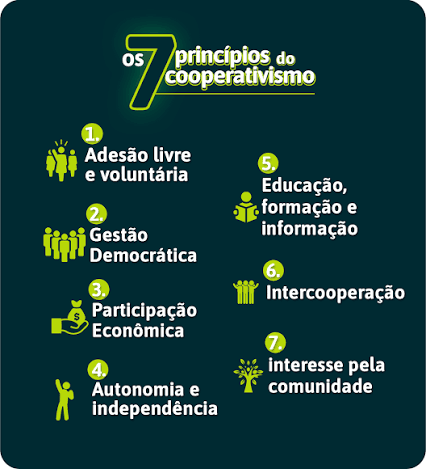 os 7 princípios do
cooperativismo
1.
Adesão livre
e voluntária
2.
Gestão
Democrática
3.
$
Participação
Econômica
4.
Autonomia e
independência
5.
Educação,
formação e
informação
6.
Intercooperação
7.
interesse pela
comunidade